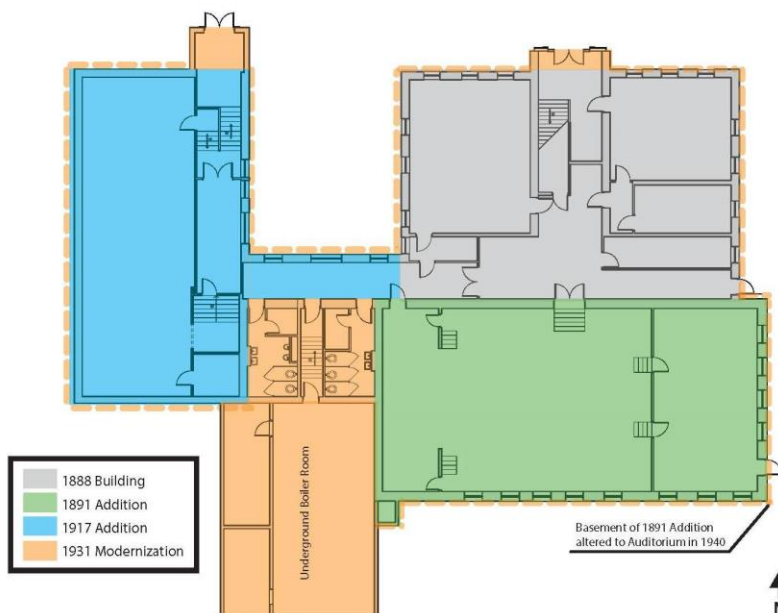 Underground Boiler Room
1888 Building
1891 Addition
1917 Addition
1931 Modernization
Basement of 1891 Addition
altered to Auditorium in 1940